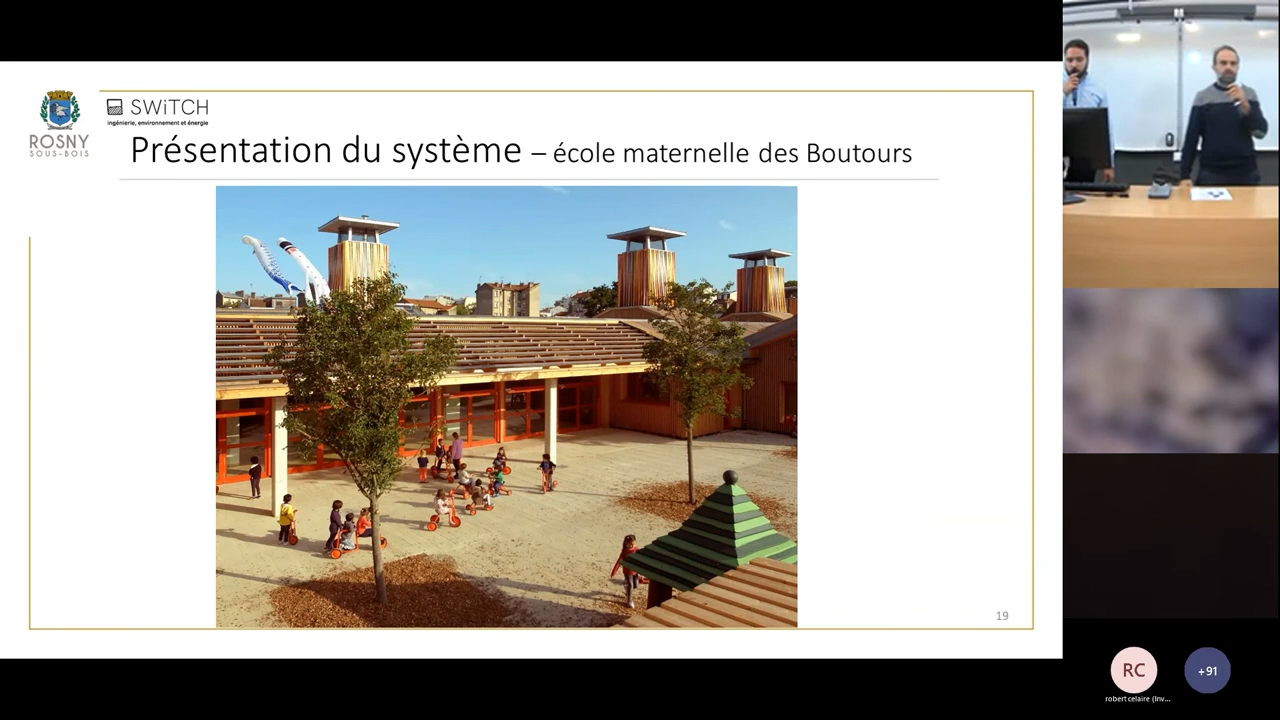 ROSNY
SOUS-BOIS
SWiTCH
ingénierie, environnement et énergie
Présentation du système – école maternelle des Boutours
19
RC
+91
robert celaire (Inv...